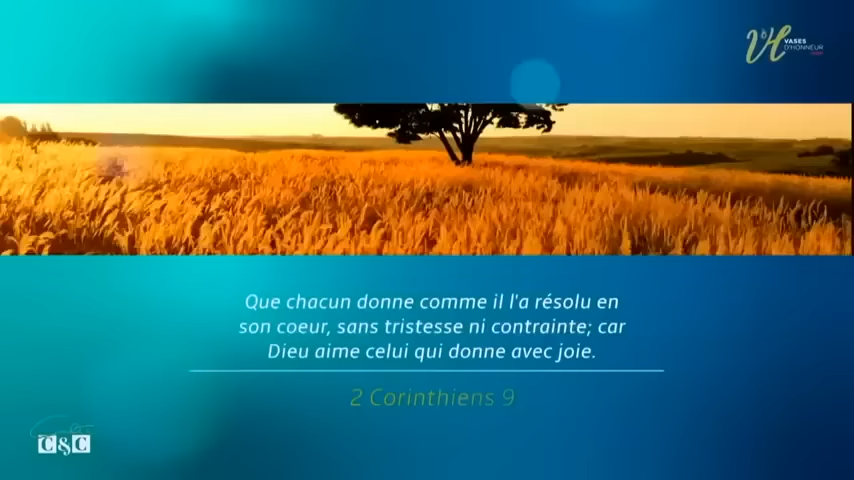 VH VASES
D'HONNEUR
Que chacun donne comme il l'a résolu en
son coeur, sans tristesse ni contrainte; car
Dieu aime celui qui donne avec joie.
2 Corinthiens 9
C&C